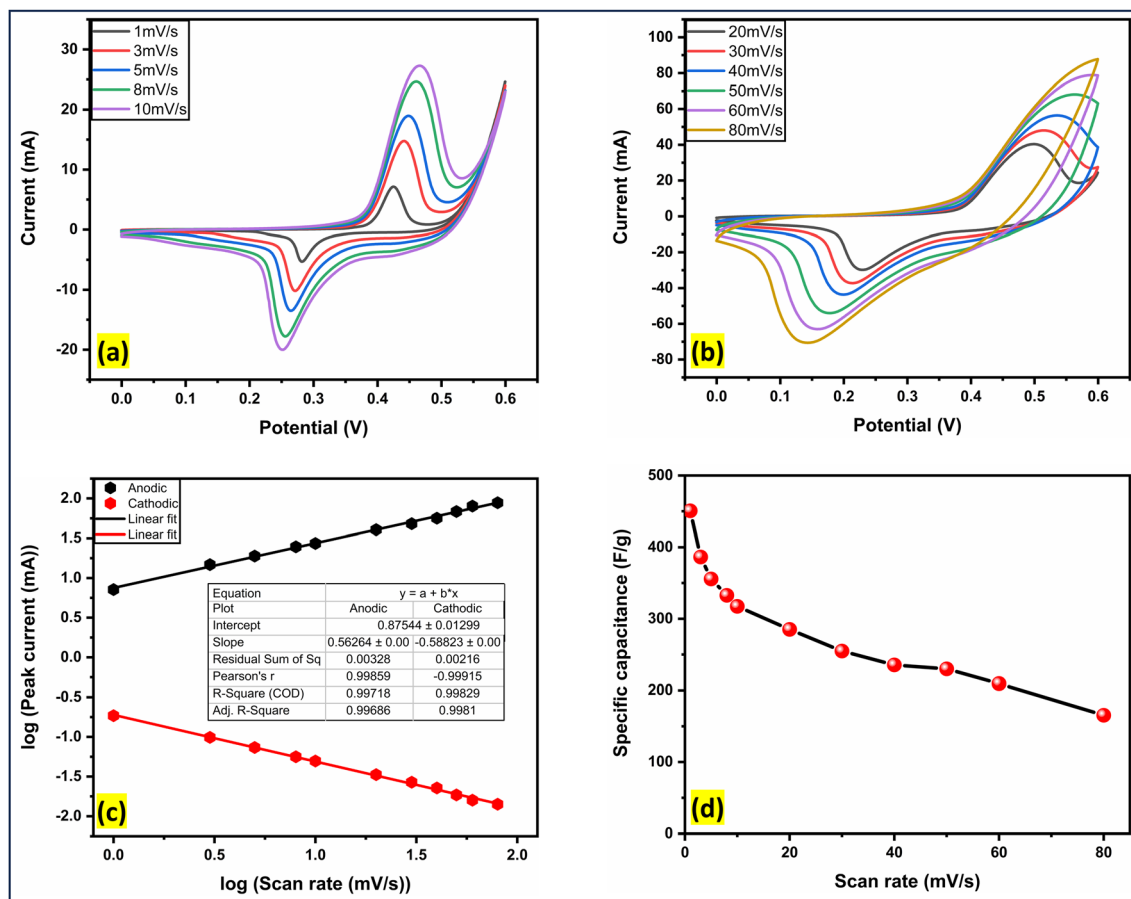 1mV/s
3mV/s
5mV/s
8mV/s
10mV/s
30
20
10
0
-10
-20
Current (mA)
(a)
0.0 0.1 0.2 0.3 0.4 0.5 0.6
Potential (V)
20mV/s
30mV/s
40mV/s
50mV/s
60mV/s
80mV/s
100
80
60
40
20
0
-20
-40
-60
-80
Current (mA)
(b)
0.0 0.1 0.2 0.3 0.4 0.5 0.6
Potential (V)
Anodic
Cathodic
Linear fit
Linear fit
2.0
1.5
1.0
0.5
0.0
-0.5
-1.0
-1.5
-2.0
log (Peak current (mA))
Equation y = a + b*x
Plot Anodic Cathodic
Intercept 0.87544 ± 0.01299
Slope 0.56264 ± 0.00 -0.58823 ± 0.00
Residual Sum of Sq 0.00328 0.00216
Pearson's r 0.99859 -0.99915
R-Square (COD) 0.99718 0.99829
Adj. R-Square 0.99686 0.9981
(c)
0.0 0.5 1.0 1.5 2.0
log (Scan rate (mV/s))
500
450
400
350
300
250
200
150
100
50
0
Specific capacitance (F/g)
(d)
0 20 40 60 80
Scan rate (mV/s)